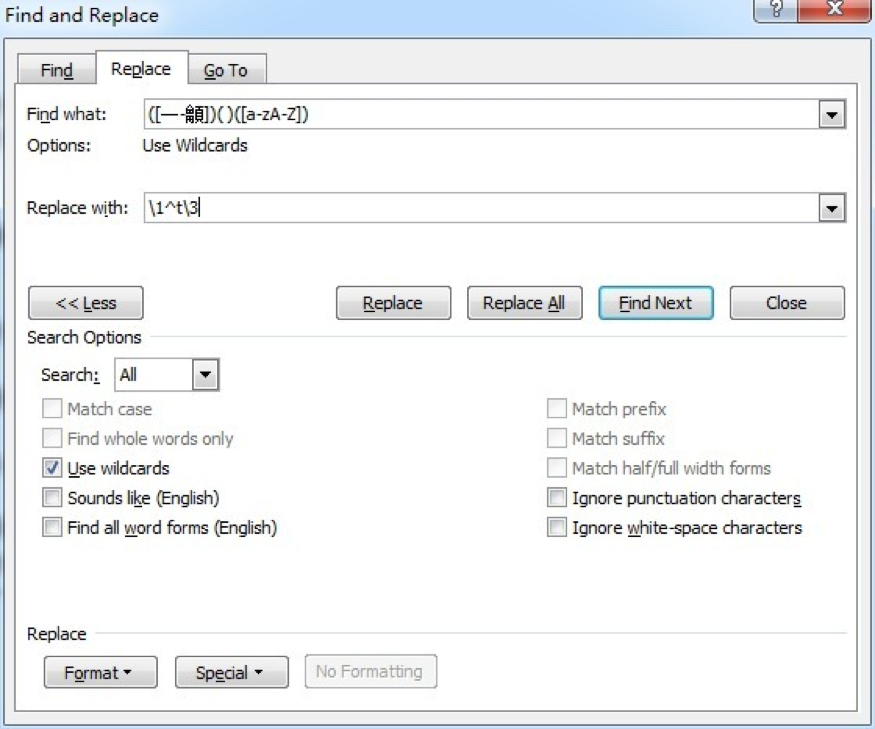 Find and Replace
Find Replace Go To
Find what: ([一-龥])( )([a-zA-Z])
Options: Use Wildcards
Replace with: \1^t\3
<< Less Replace Replace All Find Next Close
Search Options
Search: All
Match case Match prefix
Find whole words only Match suffix
Use wildcards Match half/full width forms
Sounds like (English) Ignore punctuation characters
Find all word forms (English) Ignore white-space characters
Replace
Format Special No Formatting